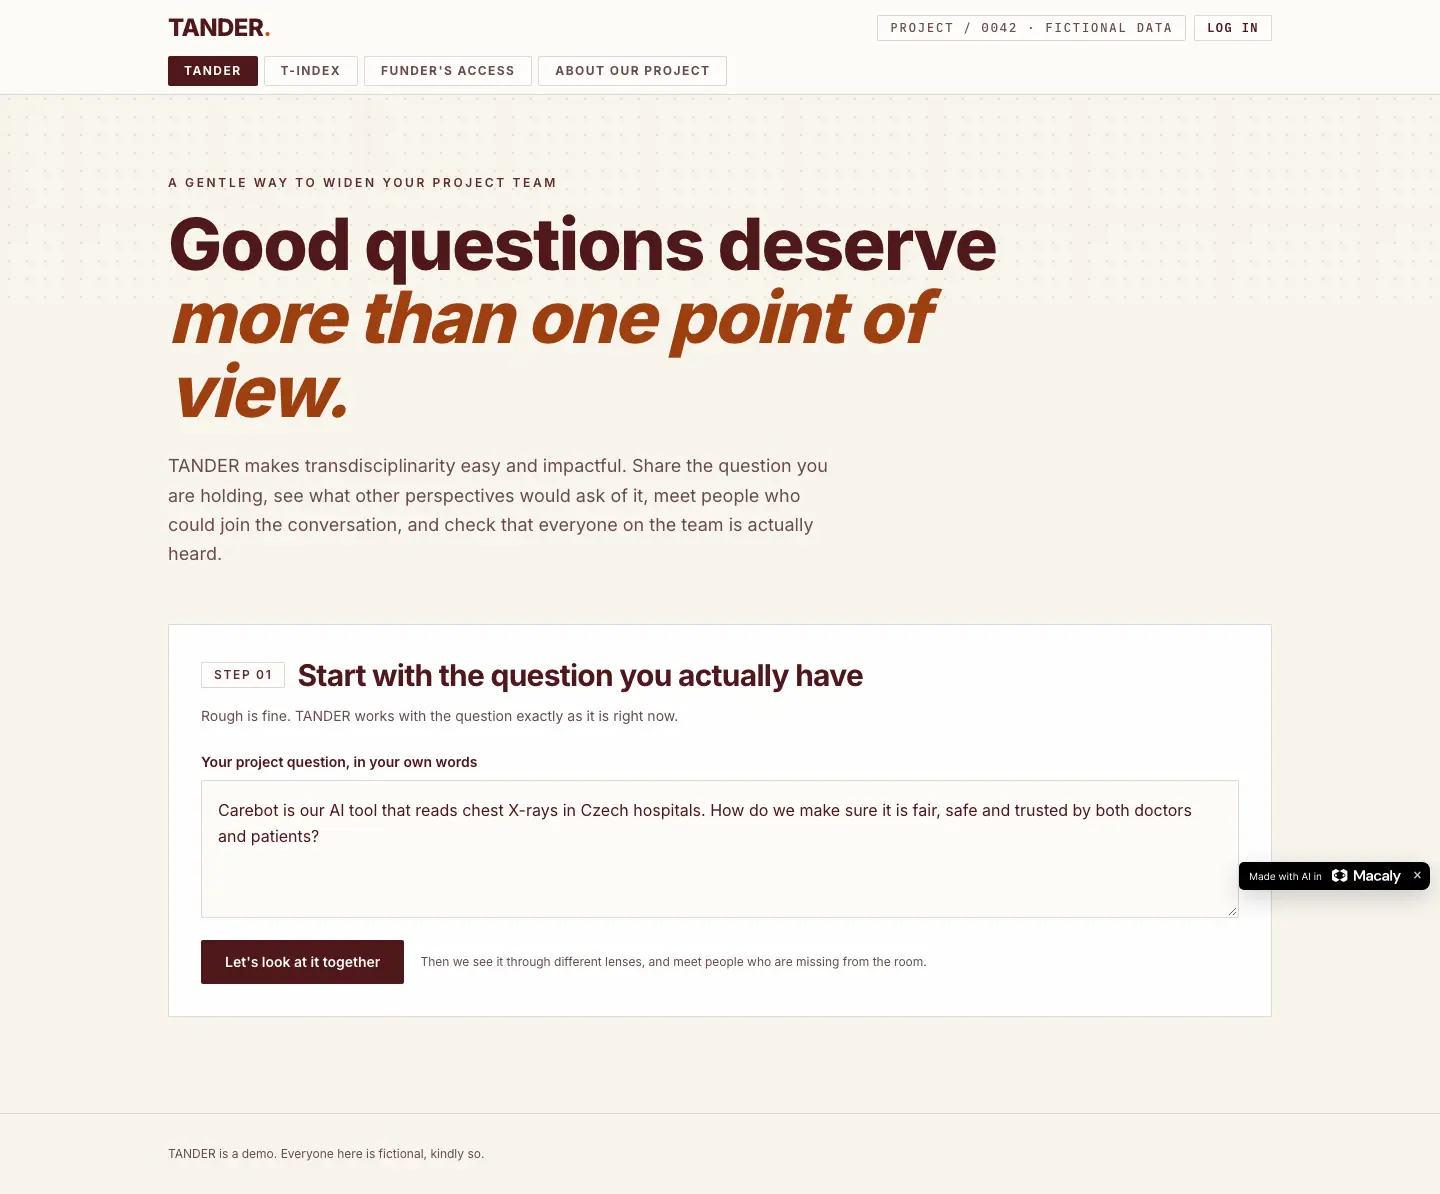 TANDER.
PROJECT / 0042 · FICTIONAL DATA
LOG IN
TANDER
T-INDEX
FUNDER'S ACCESS
ABOUT OUR PROJECT
A GENTLE WAY TO WIDEN YOUR PROJECT TEAM
Good questions deserve
more than one point of
view.
TANDER makes transdisciplinarity easy and impactful. Share the question you
are holding, see what other perspectives would ask of it, meet people who
could join the conversation, and check that everyone on the team is actually
heard.
STEP 01
Start with the question you actually have
Rough is fine. TANDER works with the question exactly as it is right now.
Your project question, in your own words
Carebot is our AI tool that reads chest X-rays in Czech hospitals. How do we make sure it is fair, safe and trusted by both doctors
and patients?
Made with AI in Macaly ×
Let's look at it together
Then we see it through different lenses, and meet people who are missing from the room.
TANDER is a demo. Everyone here is fictional, kindly so.